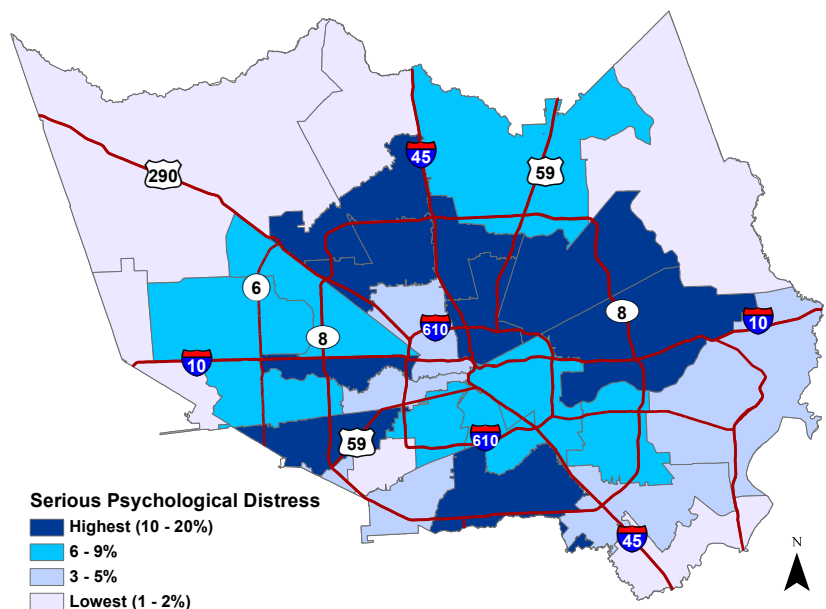 45
59
290
6
8
610
8
10
10
59
610
45
Serious Psychological Distress
Highest (10 - 20%)
6 - 9%
3 - 5%
Lowest (1 - 2%)
N